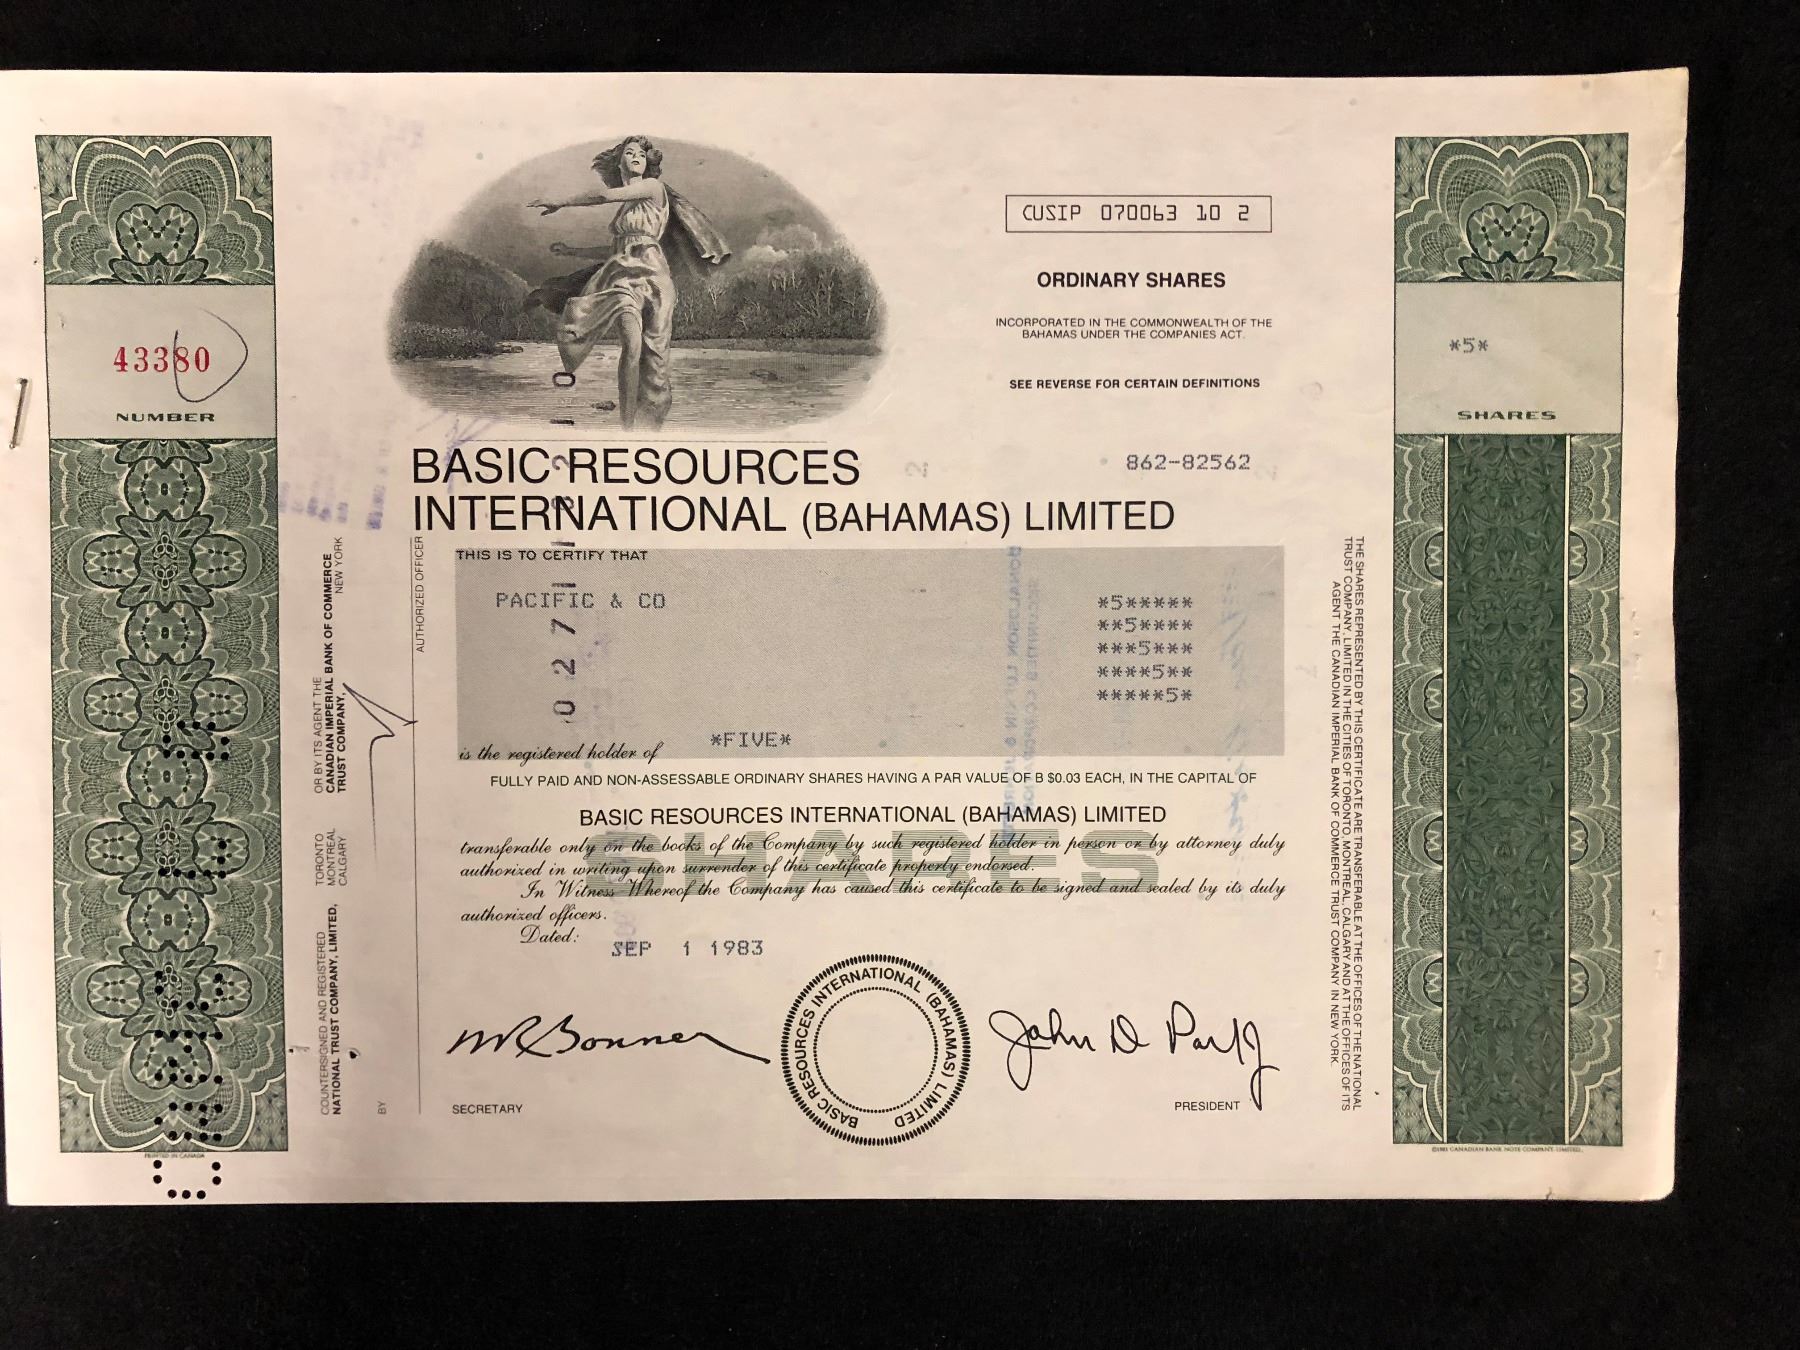 43380
NUMBER
CUSIP 070063 10 2
ORDINARY SHARES
INCORPORATED IN THE COMMONWEALTH OF THE
BAHAMAS UNDER THE COMPANIES ACT.
SEE REVERSE FOR CERTAIN DEFINITIONS
*5*
SHARES
862-82562
BASIC RESOURCES
INTERNATIONAL (BAHAMAS) LIMITED
THIS IS TO CERTIFY THAT
PACIFIC & CO
*5*****
**5****
***5***
****5**
*****5*
is the registered holder of *FIVE*
FULLY PAID AND NON-ASSESSABLE ORDINARY SHARES HAVING A PAR VALUE OF B $0.03 EACH, IN THE CAPITAL OF
BASIC RESOURCES INTERNATIONAL (BAHAMAS) LIMITED
SHARES
transferable only on the books of the Company by such registered holder in person or by attorney duly
authorized in writing upon surrender of this certificate properly endorsed.
In Witness Whereof the Company has caused this certificate to be signed and sealed by its duly
authorized officers.
Dated: SEP 1 1983
BASIC RESOURCES INTERNATIONAL (BAHAMAS) LIMITED
SECRETARY
PRESIDENT
COUNTERSIGNED AND REGISTERED
NATIONAL TRUST COMPANY, LIMITED,
TORONTO
MONTREAL
CALGARY
OR BY ITS AGENT THE
CANADIAN IMPERIAL BANK OF COMMERCE
TRUST COMPANY,
NEW YORK
BY
AUTHORIZED OFFICER
THE SHARES REPRESENTED BY THIS CERTIFICATE ARE TRANSFERABLE AT THE OFFICES OF THE NATIONAL
TRUST COMPANY, LIMITED IN THE CITIES OF TORONTO, MONTREAL, CALGARY AND AT THE OFFICES OF ITS
AGENT THE CANADIAN IMPERIAL BANK OF COMMERCE TRUST COMPANY IN NEW YORK.
PRINTED IN CANADA
©1981 CANADIAN BANK NOTE COMPANY, LIMITED.